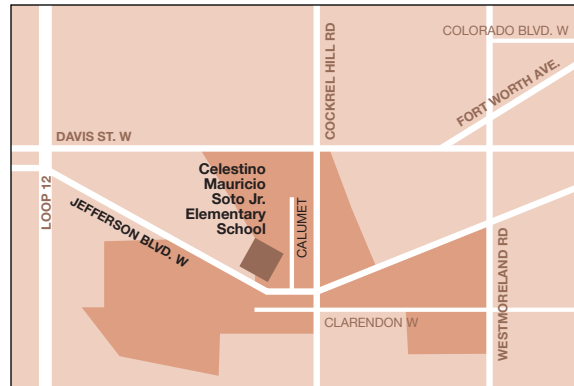 COLORADO BLVD. W
COCKREL HILL RD
FORT WORTH AVE.
DAVIS ST. W
Celestino
Mauricio
Soto Jr.
Elementary
School
LOOP 12
JEFFERSON BLVD. W
CALUMET
WESTMORELAND RD
CLARENDON W